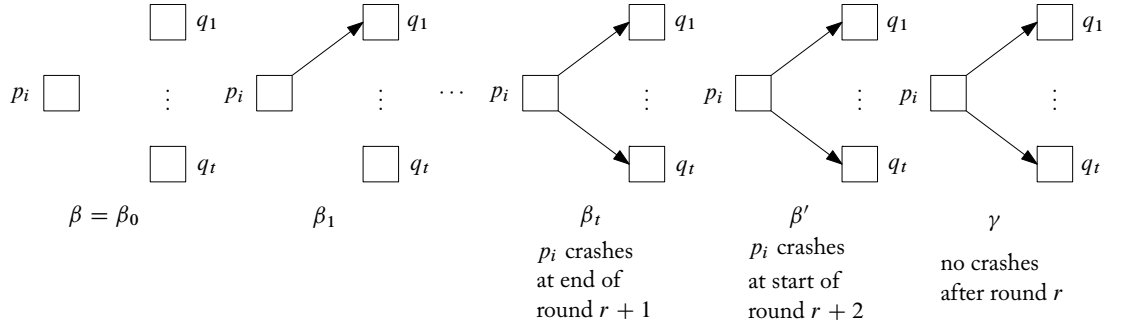 q₁ q₁ q₁ q₁ q₁
pᵢ ⋮ pᵢ ⋮ ··· pᵢ ⋮ pᵢ ⋮ pᵢ ⋮
qₜ qₜ qₜ qₜ qₜ
β = β₀ β₁ βₜ β′ γ
pᵢ crashes
at end of
round r + 1
pᵢ crashes
at start of
round r + 2
no crashes
after round r